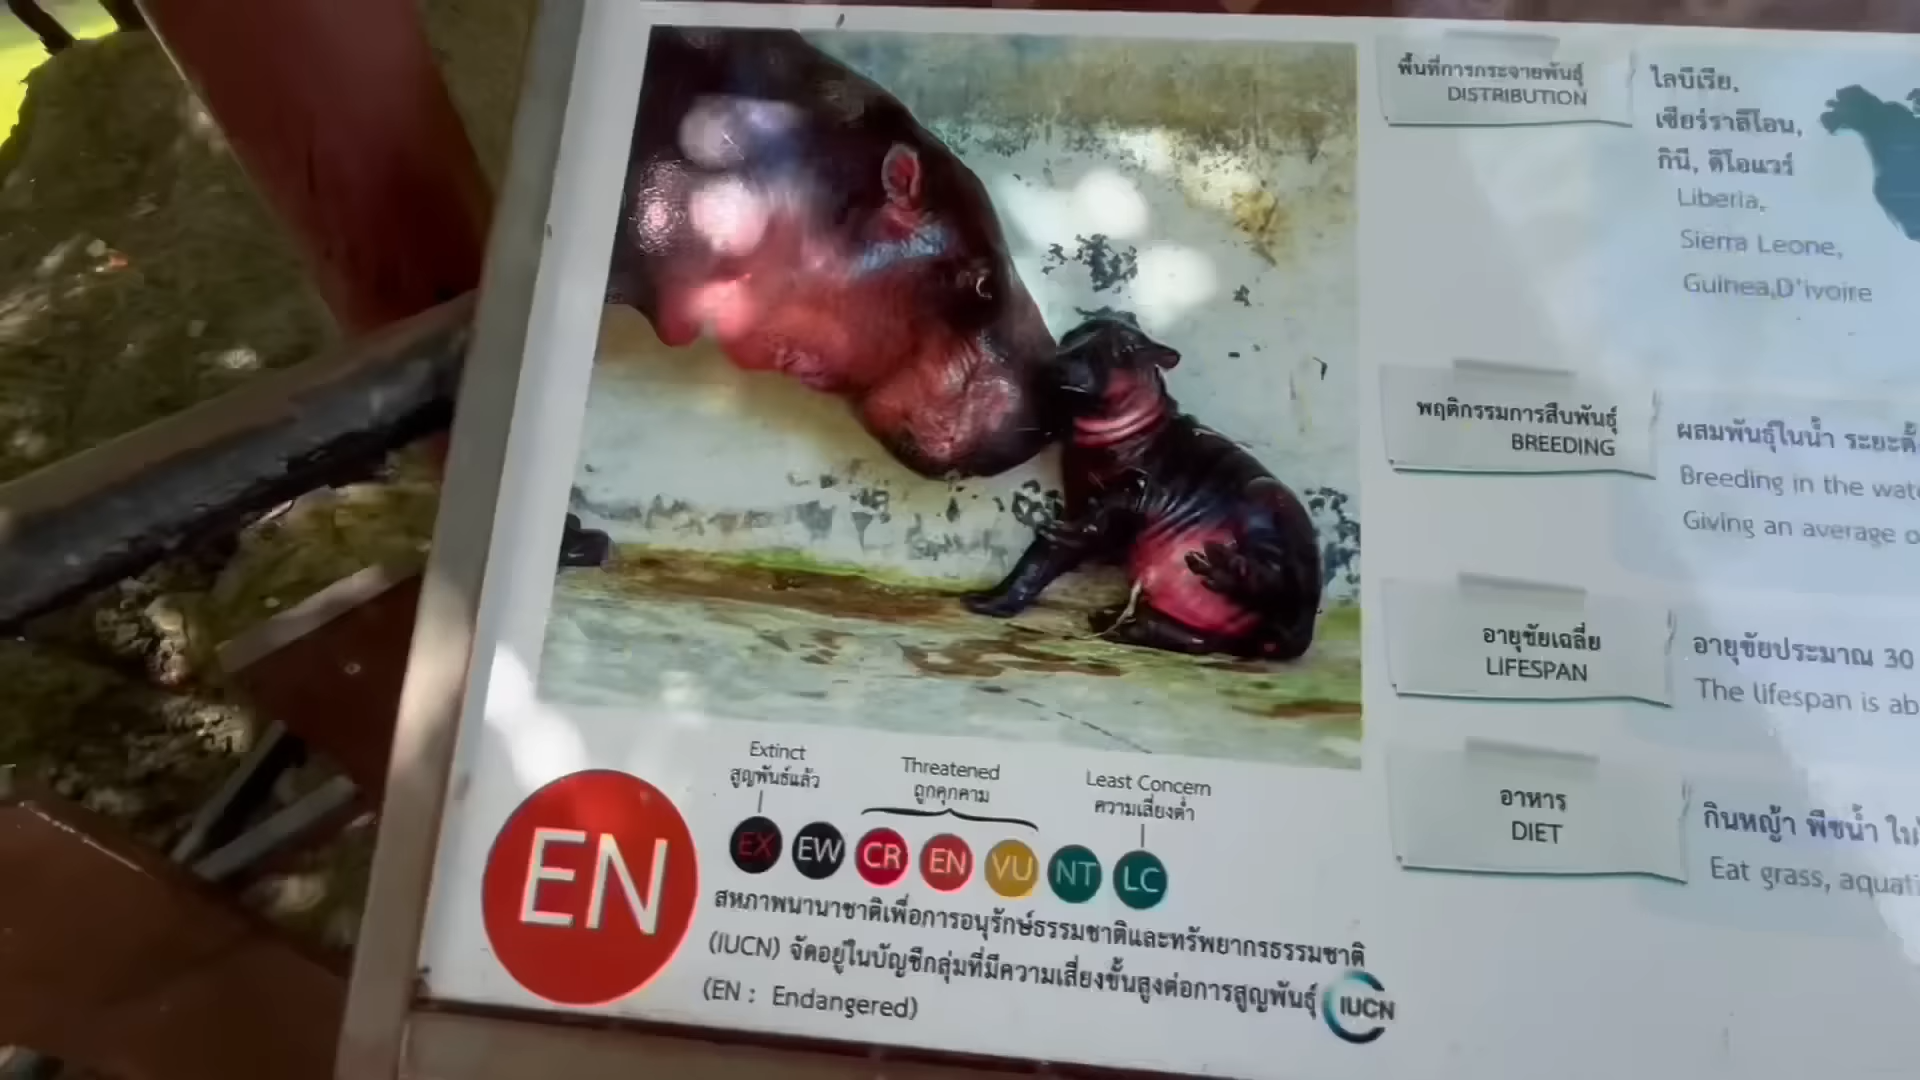 พื้นที่การกระจายพันธุ์
DISTRIBUTION
ไลบีเรีย,
เซียร์ราลีโอน,
กินี, ดิโอแวร์
Liberia,
Sierra Leone,
Guinea,D'ivoire
พฤติกรรมการสืบพันธุ์
BREEDING
ผสมพันธุ์ในน้ำ
Breeding in the
Giving an average
อายุขัยเฉลี่ย
LIFESPAN
อายุขัยประมาณ 30
The lifespan is
อาหาร
DIET
กินหญ้า พืชน้ำ
Eat grass,
Extinct
สูญพันธ์แล้ว
Threatened
ถูกคุกคาม
Least Concern
ความเสี่ยงต่ำ
EN
EX EW CR EN VU NT LC
สหภาพนานาชาติเพื่อการอนุรักษ์ธรรมชาติและทรัพยากรธรรมชาติ
(IUCN) จัดอยู่ในบัญชีกลุ่มที่มีความเสี่ยงขั้นสูงต่อการสูญพันธุ์
(EN : Endangered)
IUCN